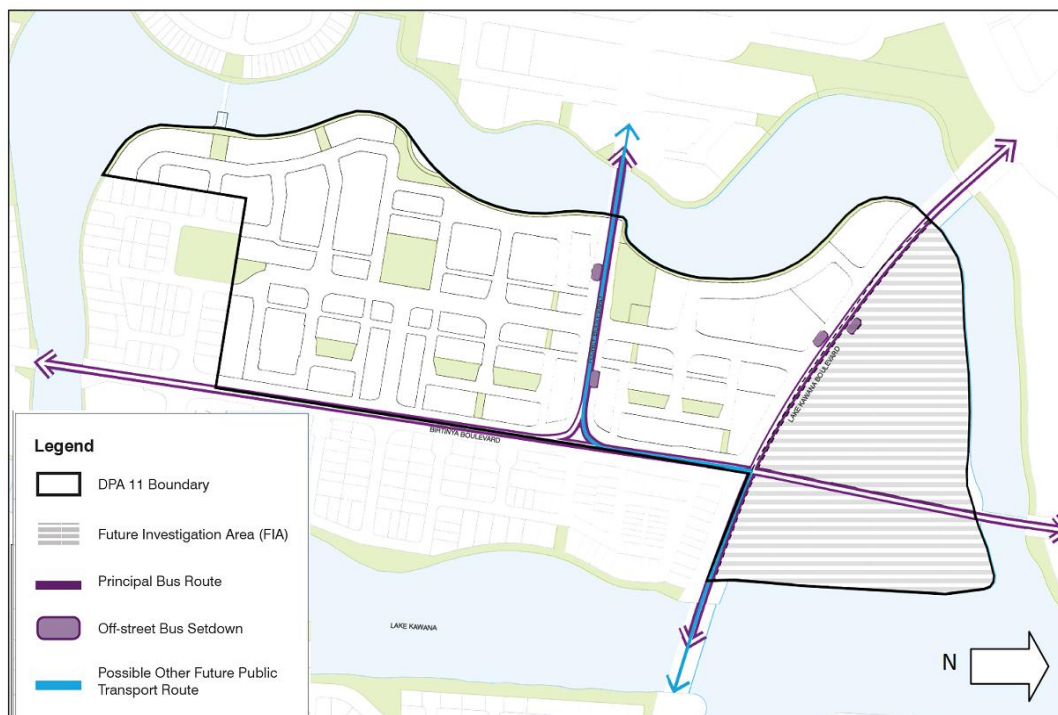 LAKE KAWANA BOULEVARD
BIRTINYA BOULEVARD
Legend
DPA 11 Boundary
Future Investigation Area (FIA)
Principal Bus Route
Off-street Bus Setdown
Possible Other Future Public
Transport Route
LAKE KAWANA
N